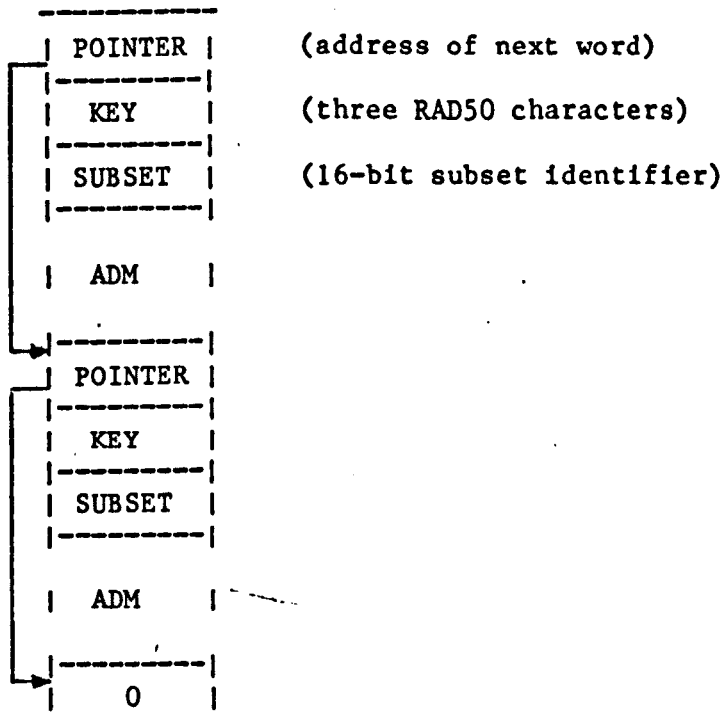 POINTER (address of next word)
KEY (three RAD50 characters)
SUBSET (16-bit subset identifier)
ADM
POINTER
KEY
SUBSET
ADM
0